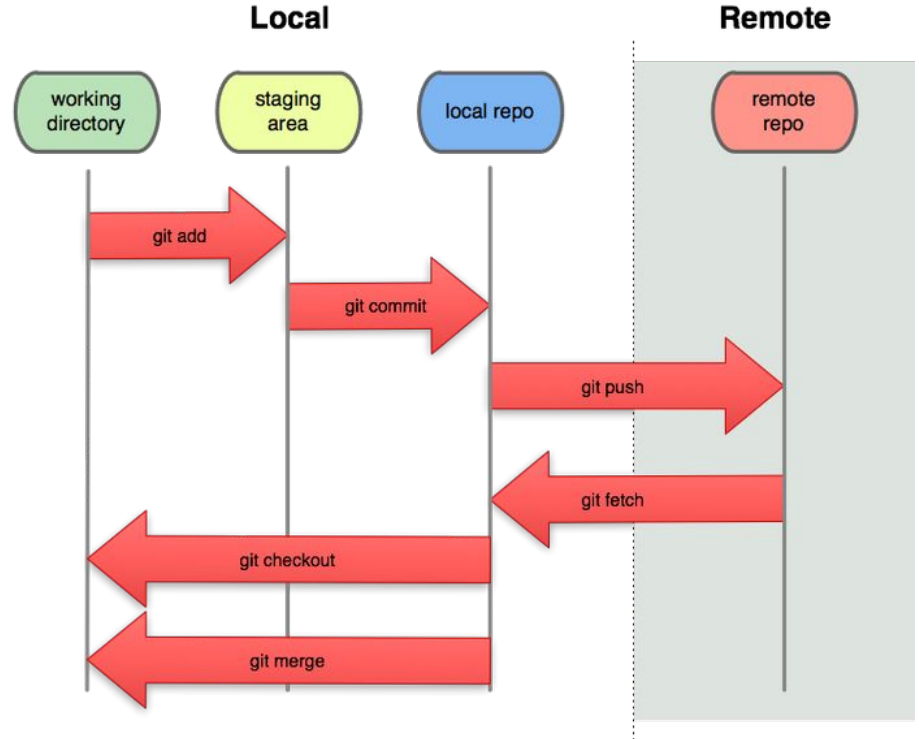 Local
Remote
working
directory
staging
area
local repo
remote
repo
git add
git commit
git push
git fetch
git checkout
git merge